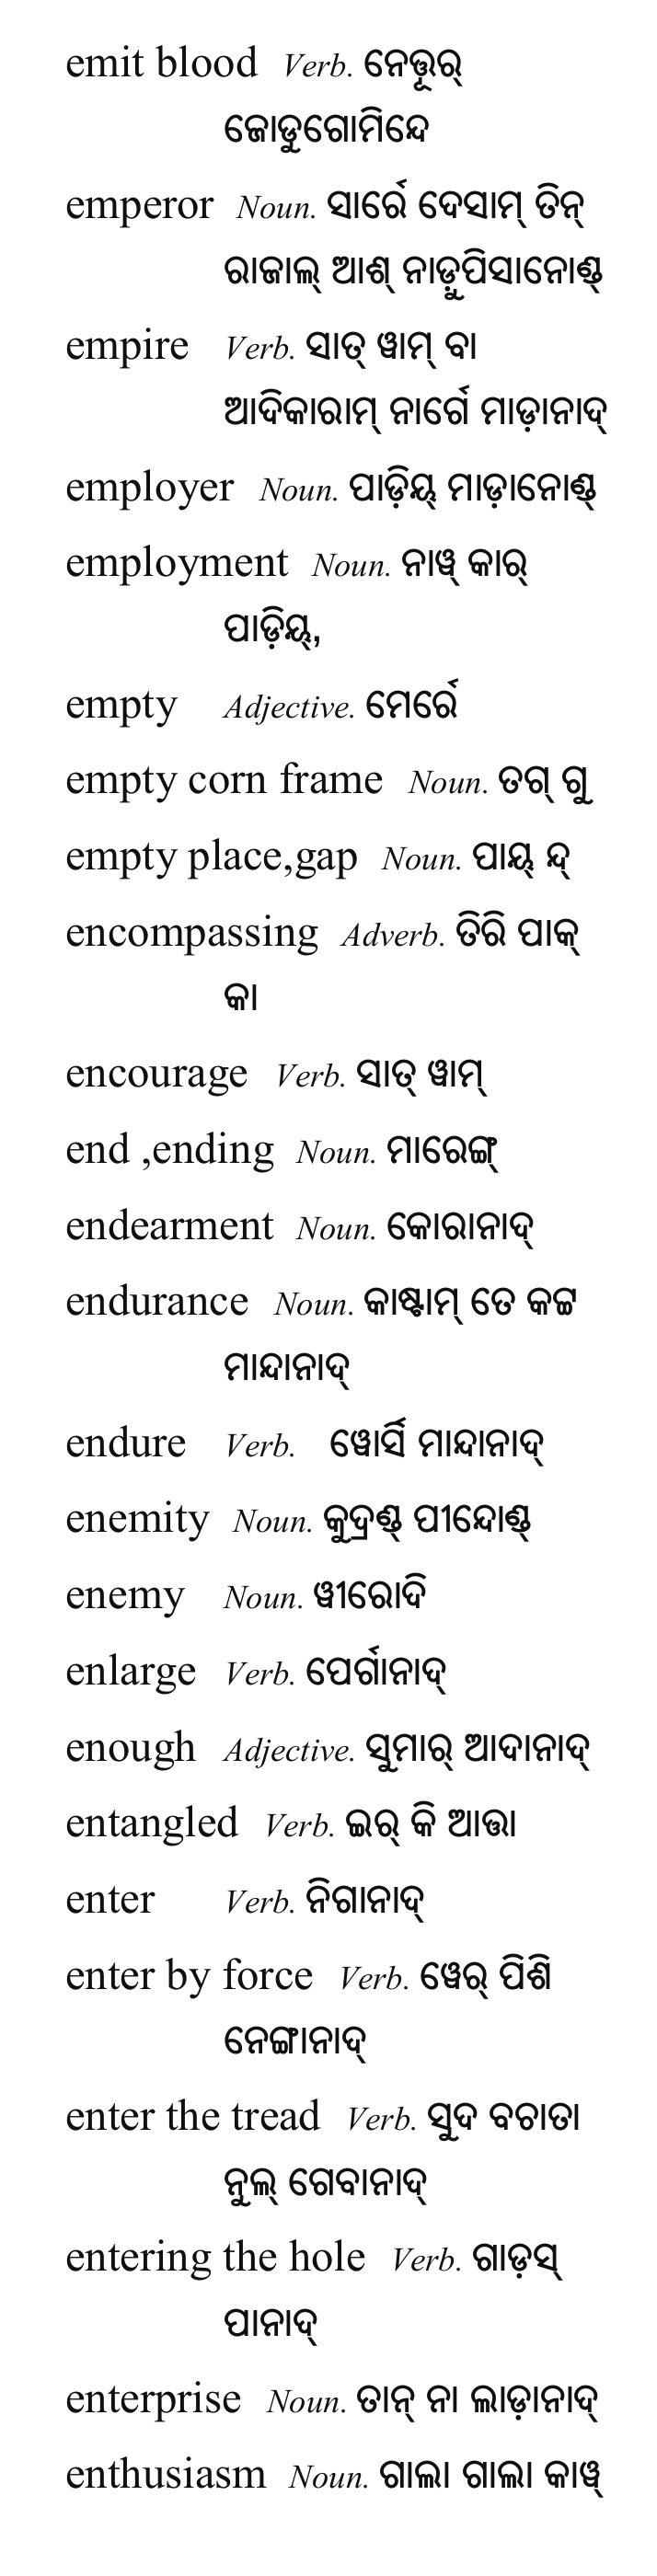 emit blood Verb. ନେତ୍ତୂର୍
ଜୋଡୁଗୋମିନ୍ଦେ
emperor Noun. ସାର୍ରେ ଦେସାମ୍ ତିନ୍
ରାଜାଲ୍ ଆଶ୍ ନାଡ଼ୁପିସାନୋଣ୍ଡ୍
empire Verb. ସାତ୍ ୱାମ୍ ବା
ଆଦିକାରାମ୍ ନାର୍ଗେ ମାଡ଼ାନାଦ୍
employer Noun. ପାଡ଼ିୟ୍ ମାଡ଼ାନୋଣ୍ଡ୍
employment Noun. ନାୱ୍ କାର୍
ପାଡ଼ିୟ୍,
empty Adjective. ମେର୍ରେ
empty corn frame Noun. ତଗ୍ ଗୁ
empty place,gap Noun. ପାୟ୍ ନ୍ଦ୍
encompassing Adverb. ତିରି ପାକ୍
କା
encourage Verb. ସାତ୍ ୱାମ୍
end ,ending Noun. ମାରେଙ୍ଗ୍
endearment Noun. କୋରାନାଦ୍
endurance Noun. କାଷ୍ଟାମ୍ ତେ କଟ୍ଟ
ମାନ୍ଦାନାଦ୍
endure Verb. ୱୋର୍ସି ମାନ୍ଦାନାଦ୍
enemity Noun. କୁଦ୍ରଣ୍ଡ୍ ପୀନ୍ଦୋଣ୍ଡ୍
enemy Noun. ୱୀରୋଦି
enlarge Verb. ପେର୍ଗାନାଦ୍
enough Adjective. ସୁମାର୍ ଆଦାନାଦ୍
entangled Verb. ଇର୍ କି ଆତ୍ତା
enter Verb. ନିଗାନାଦ୍
enter by force Verb. ୱେର୍ ପିଶି
ନେଙ୍ଗାନାଦ୍
enter the tread Verb. ସୁଦ ବଚାତା
ନୁଲ୍ ଗେବାନାଦ୍
entering the hole Verb. ଗାଡ଼ସ୍
ପାନାଦ୍
enterprise Noun. ତାନ୍ ନା ଲାଡ଼ାନାଦ୍
enthusiasm Noun. ଗାଲା ଗାଲା କାୱ୍